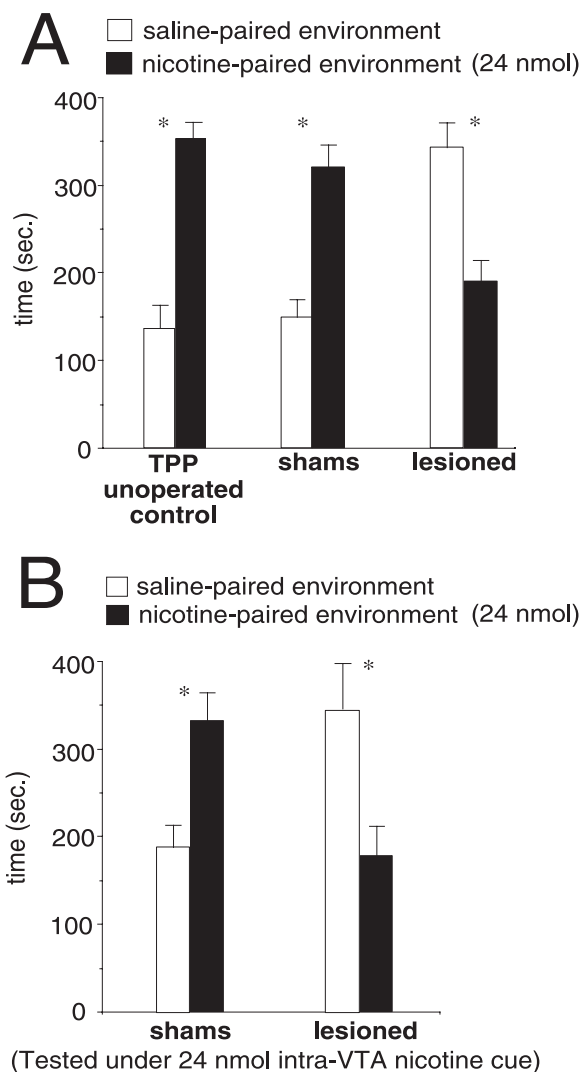 A
saline-paired environment
nicotine-paired environment (24 nmol)
400
300
200
100
0
time (sec.)
* * *
TPP
unoperated
control
shams
lesioned
B
saline-paired environment
nicotine-paired environment (24 nmol)
400
300
200
100
0
time (sec.)
* *
shams
lesioned
(Tested under 24 nmol intra-VTA nicotine cue)